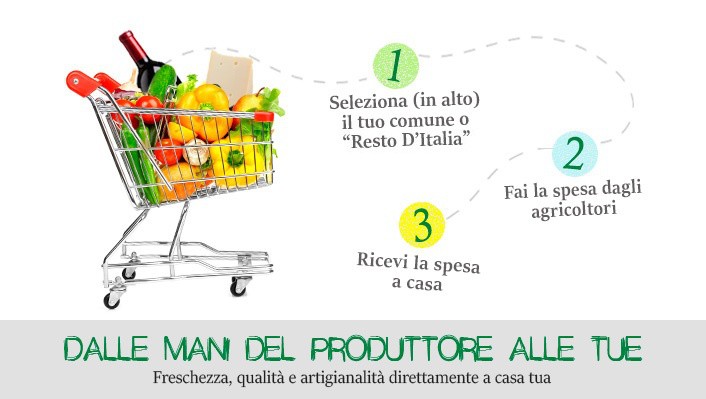 1
Seleziona (in alto)
il tuo comune o
“Resto D’Italia”
2
Fai la spesa dagli
agricoltori
3
Ricevi la spesa
a casa
DALLE MANI DEL PRODUTTORE ALLE TUE
Freschezza, qualità e artigianalità direttamente a casa tua